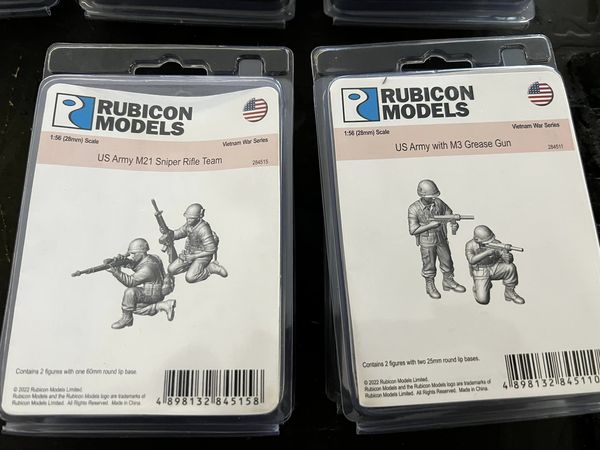 RUBICON
MODELS
1:56 (28mm) Scale
Vietnam War Series
US Army M21 Sniper Rifle Team
284515
Contains 2 figures with one 60mm round lip base.
© 2022 Rubicon Models Limited.
Rubicon Models and the Rubicon Models logo are trademarks of
Rubicon Models Limited. All Rights Reserved. Made in China.
4 898132 845158
RUBICON
MODELS
1:56 (28mm) Scale
Vietnam War Series
US Army with M3 Grease Gun
284511
Contains 2 figures with two 25mm round lip bases.
© 2022 Rubicon Models Limited.
Rubicon Models and the Rubicon Models logo are trademarks of
Rubicon Models Limited. All Rights Reserved. Made in China.
4 898132 845110